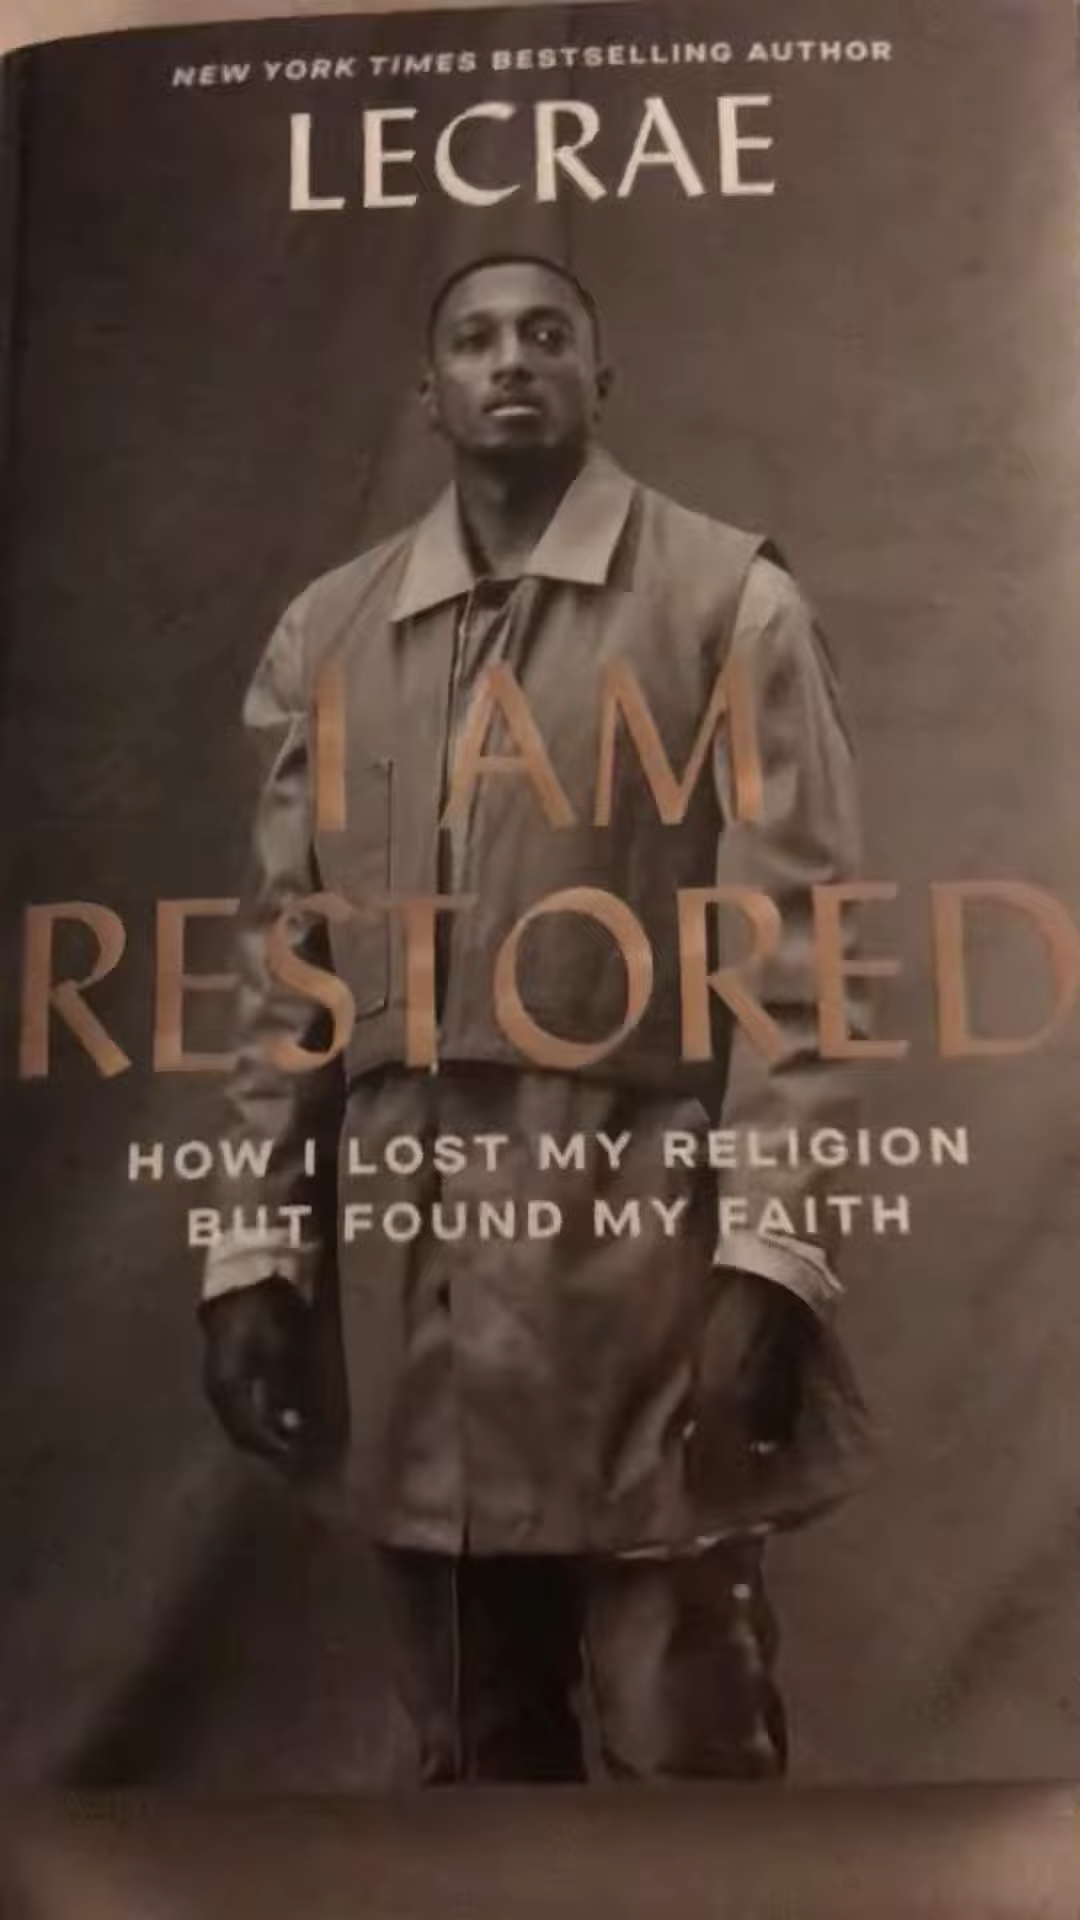 NEW YORK TIMES BESTSELLING AUTHOR
LECRAE
I AM
RESTORED
HOW I LOST MY RELIGION
BUT FOUND MY FAITH